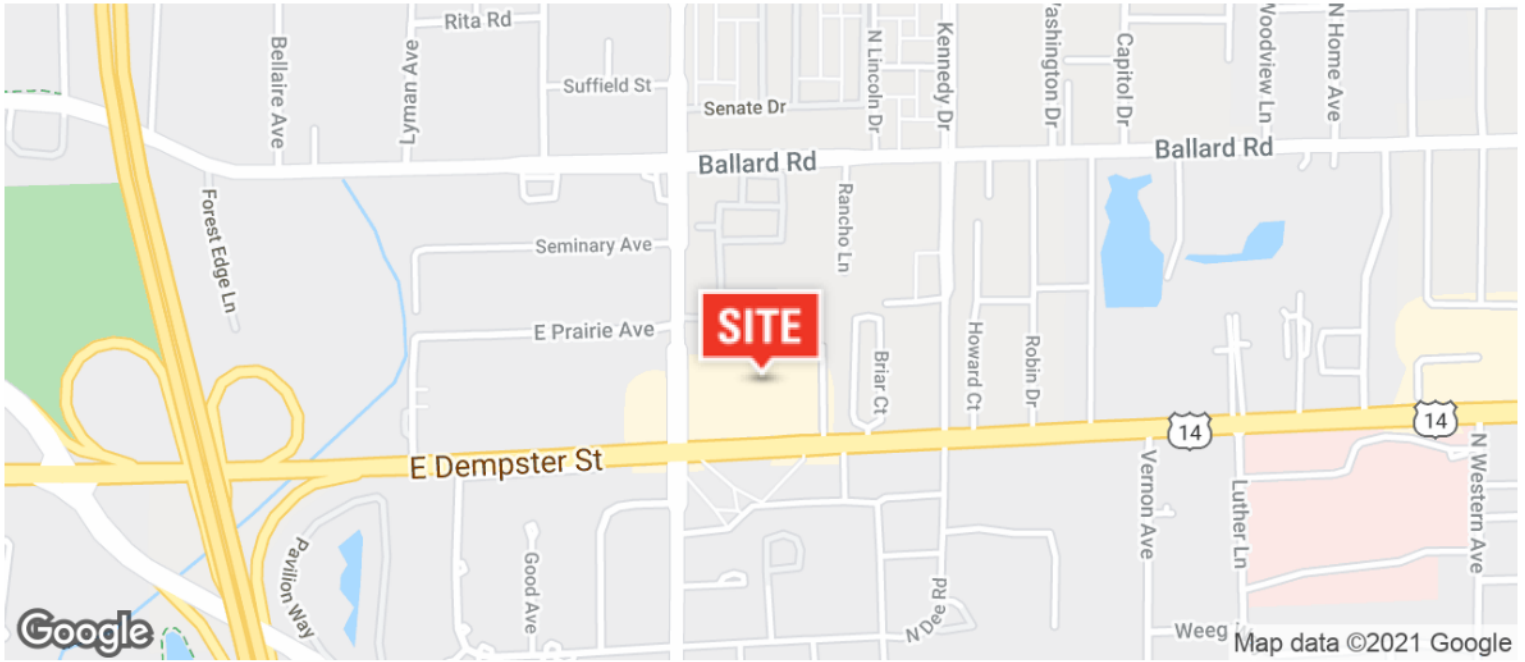 Rita Rd
Bellaire Ave
Lyman Ave
Suffield St
Senate Dr
N Lincoln Dr
Kennedy Dr
Capitol Dr
Woodview Ln
N Home Ave
Ballard Rd
Ballard Rd
Forest Edge Ln
Seminary Ave
Rancho Ln
E Prairie Ave
SITE
Briar Ct
Howard Ct
Robin Dr
14
14
E Dempster St
Pavilion Way
Good Ave
N Dee Rd
Vernon Ave
Luther Ln
N Western Ave
Weeg
Google
Map data ©2021 Google